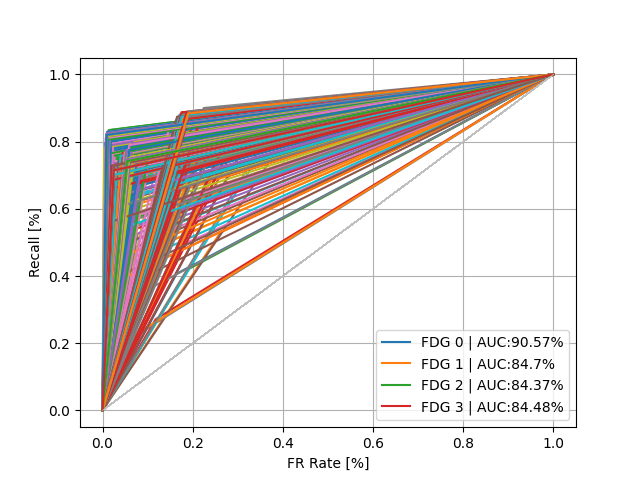 1.0
0.8
0.6
0.4
0.2
0.0
Recall [%]
0.0 0.2 0.4 0.6 0.8 1.0
FR Rate [%]
FDG 0 | AUC:90.57%
FDG 1 | AUC:84.7%
FDG 2 | AUC:84.37%
FDG 3 | AUC:84.48%